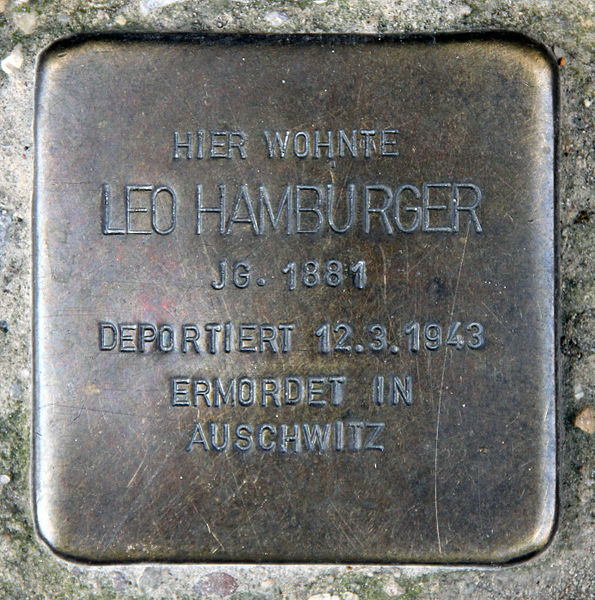 HIER WOHNTE
LEO HAMBURGER
JG. 1881
DEPORTIERT 12.3.1943
ERMORDET IN
AUSCHWITZ